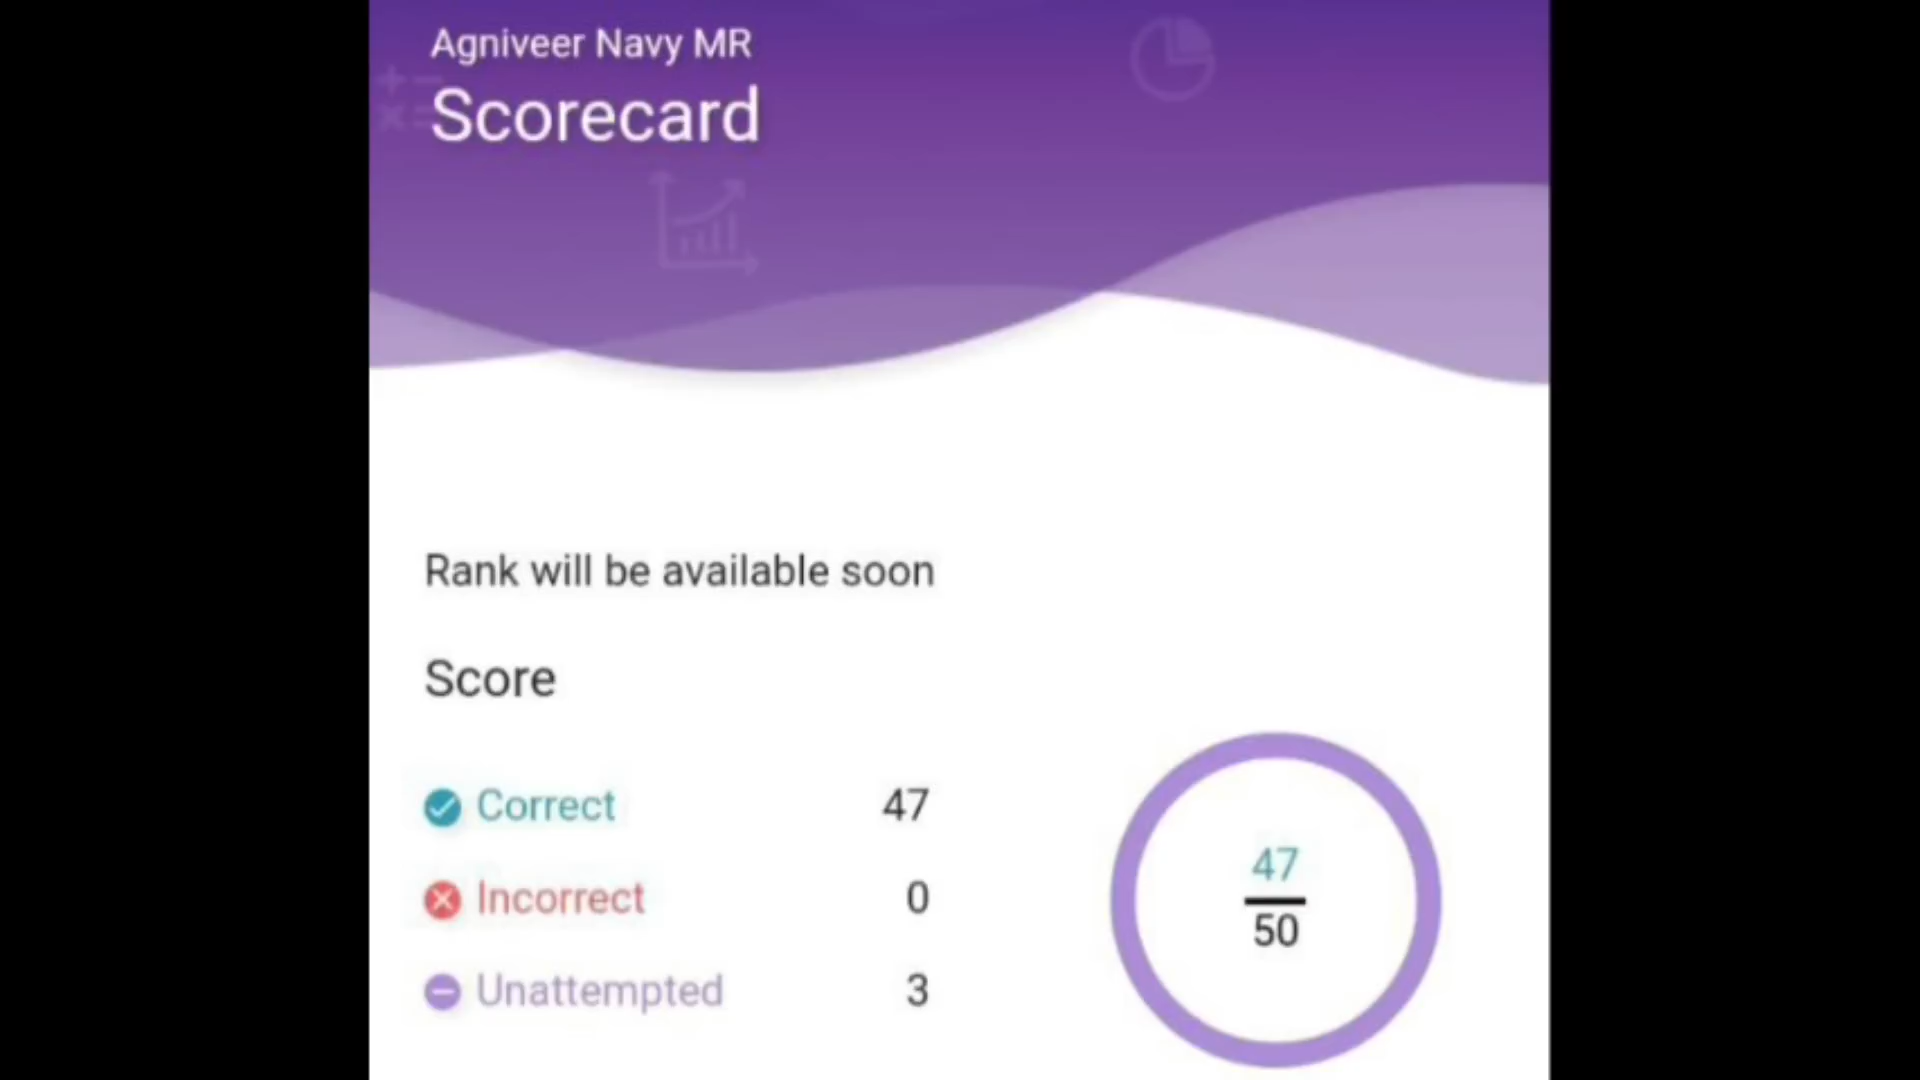 Agniveer Navy MR
Scorecard
Rank will be available soon
Score
Correct 47
Incorrect 0
Unattempted 3
47
50